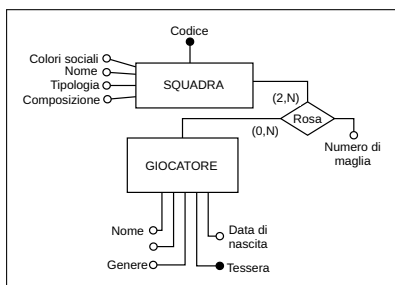 Codice
Colori sociali
Nome
Tipologia
Composizione
SQUADRA
(2,N)
Rosa
(0,N)
Numero di
maglia
GIOCATORE
Nome
Data di
nascita
Genere
Tessera